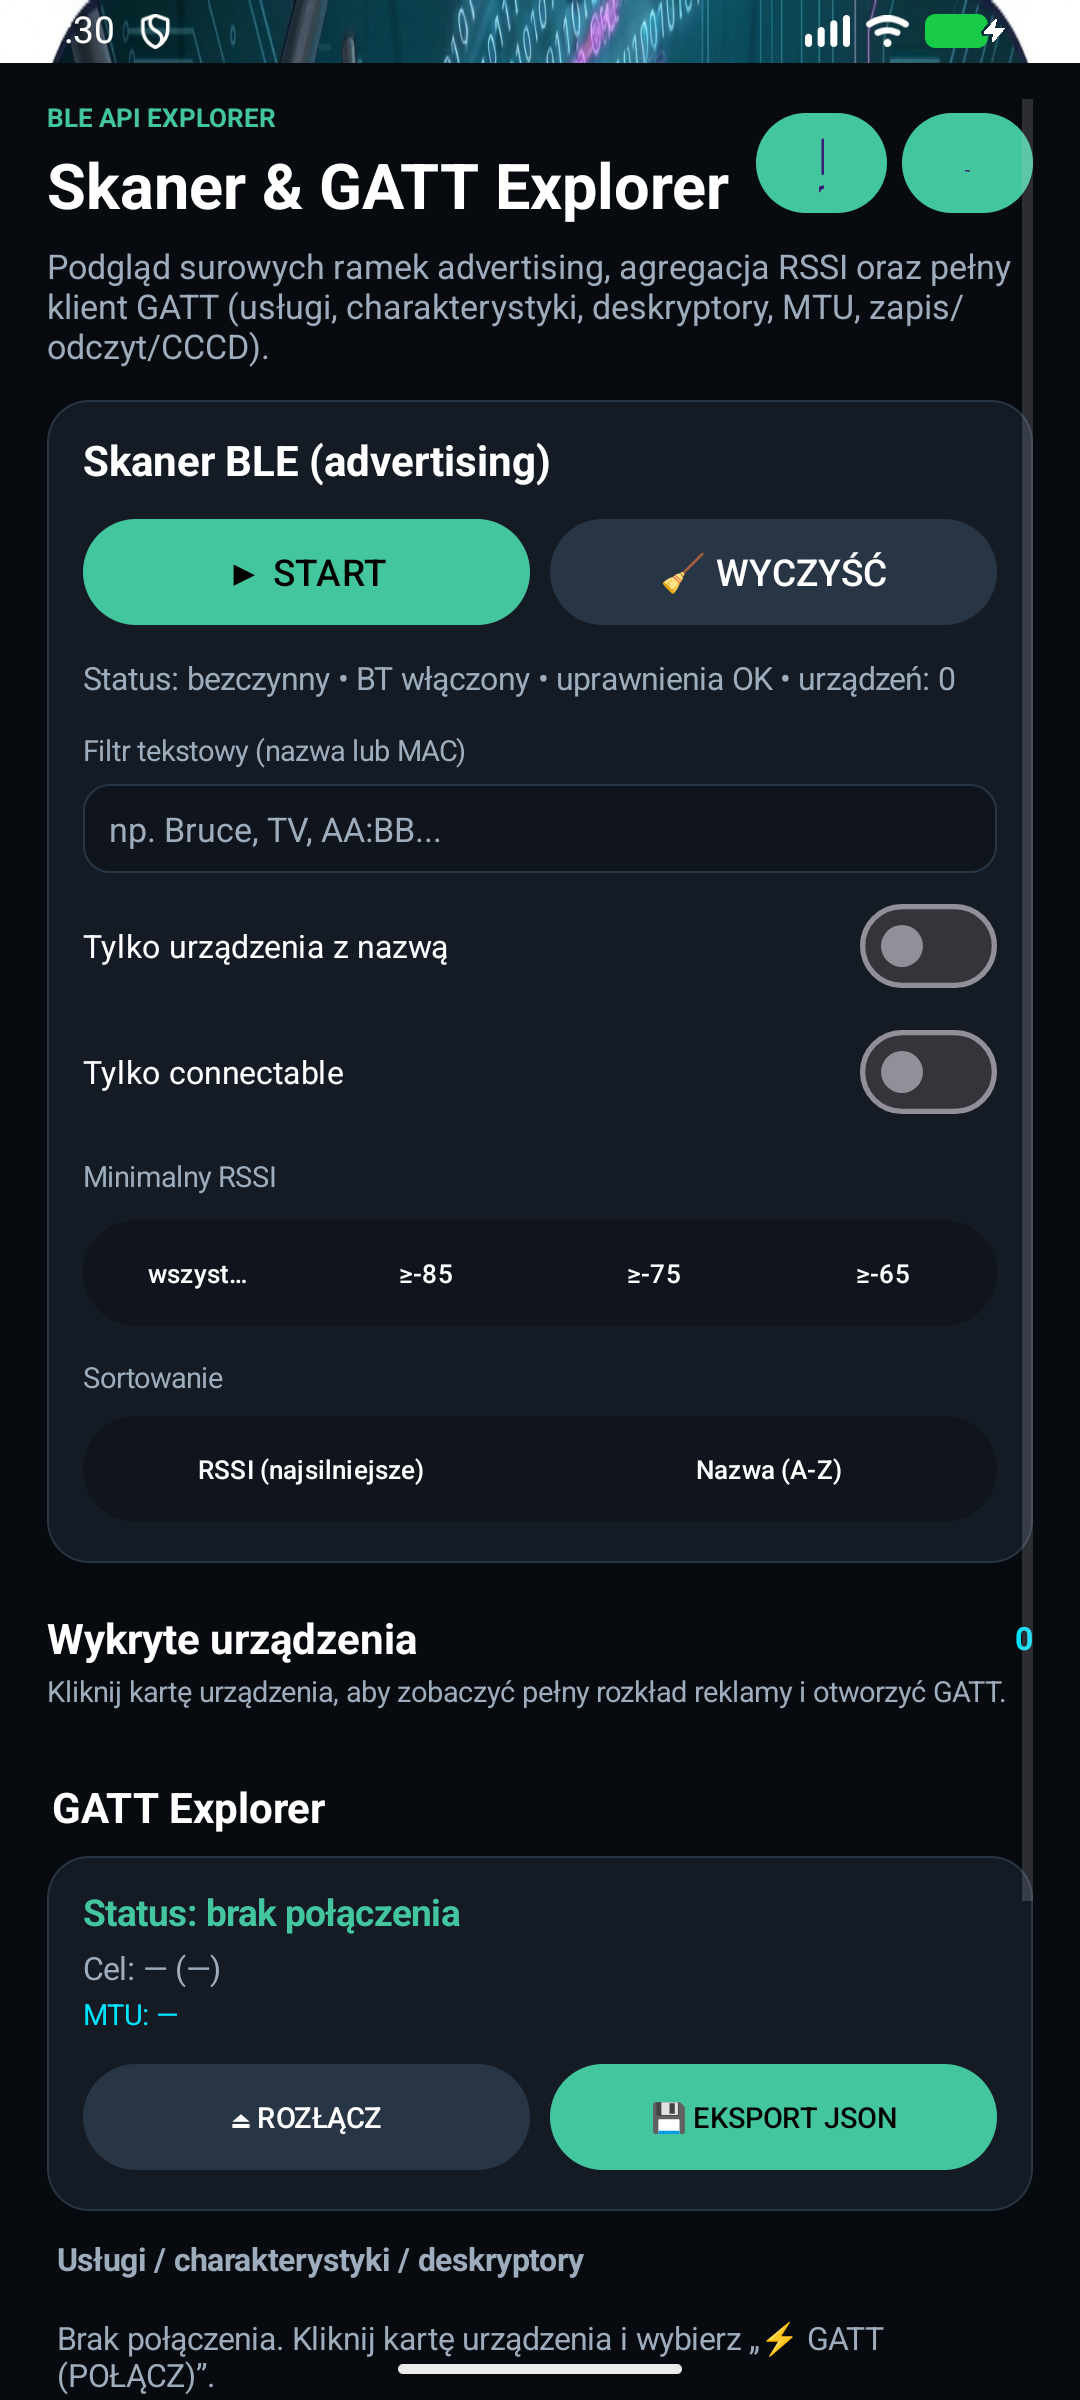 :30
BLE API EXPLORER
Skaner & GATT Explorer
Podgląd surowych ramek advertising, agregacja RSSI oraz pełny
klient GATT (usługi, charakterystyki, deskryptory, MTU, zapis/
odczyt/CCCD).
Skaner BLE (advertising)
► START
🧹 WYCZYŚĆ
Status: bezczynny • BT włączony • uprawnienia OK • urządzeń: 0
Filtr tekstowy (nazwa lub MAC)
np. Bruce, TV, AA:BB...
Tylko urządzenia z nazwą
Tylko connectable
Minimalny RSSI
wszyst… ≥-85 ≥-75 ≥-65
Sortowanie
RSSI (najsilniejsze) Nazwa (A-Z)
Wykryte urządzenia 0
Kliknij kartę urządzenia, aby zobaczyć pełny rozkład reklamy i otworzyć GATT.
GATT Explorer
Status: brak połączenia
Cel: — (—)
MTU: —
⏏ ROZŁĄCZ
💾 EKSPORT JSON
Usługi / charakterystyki / deskryptory
Brak połączenia. Kliknij kartę urządzenia i wybierz „⚡ GATT
(POŁĄCZ)”.